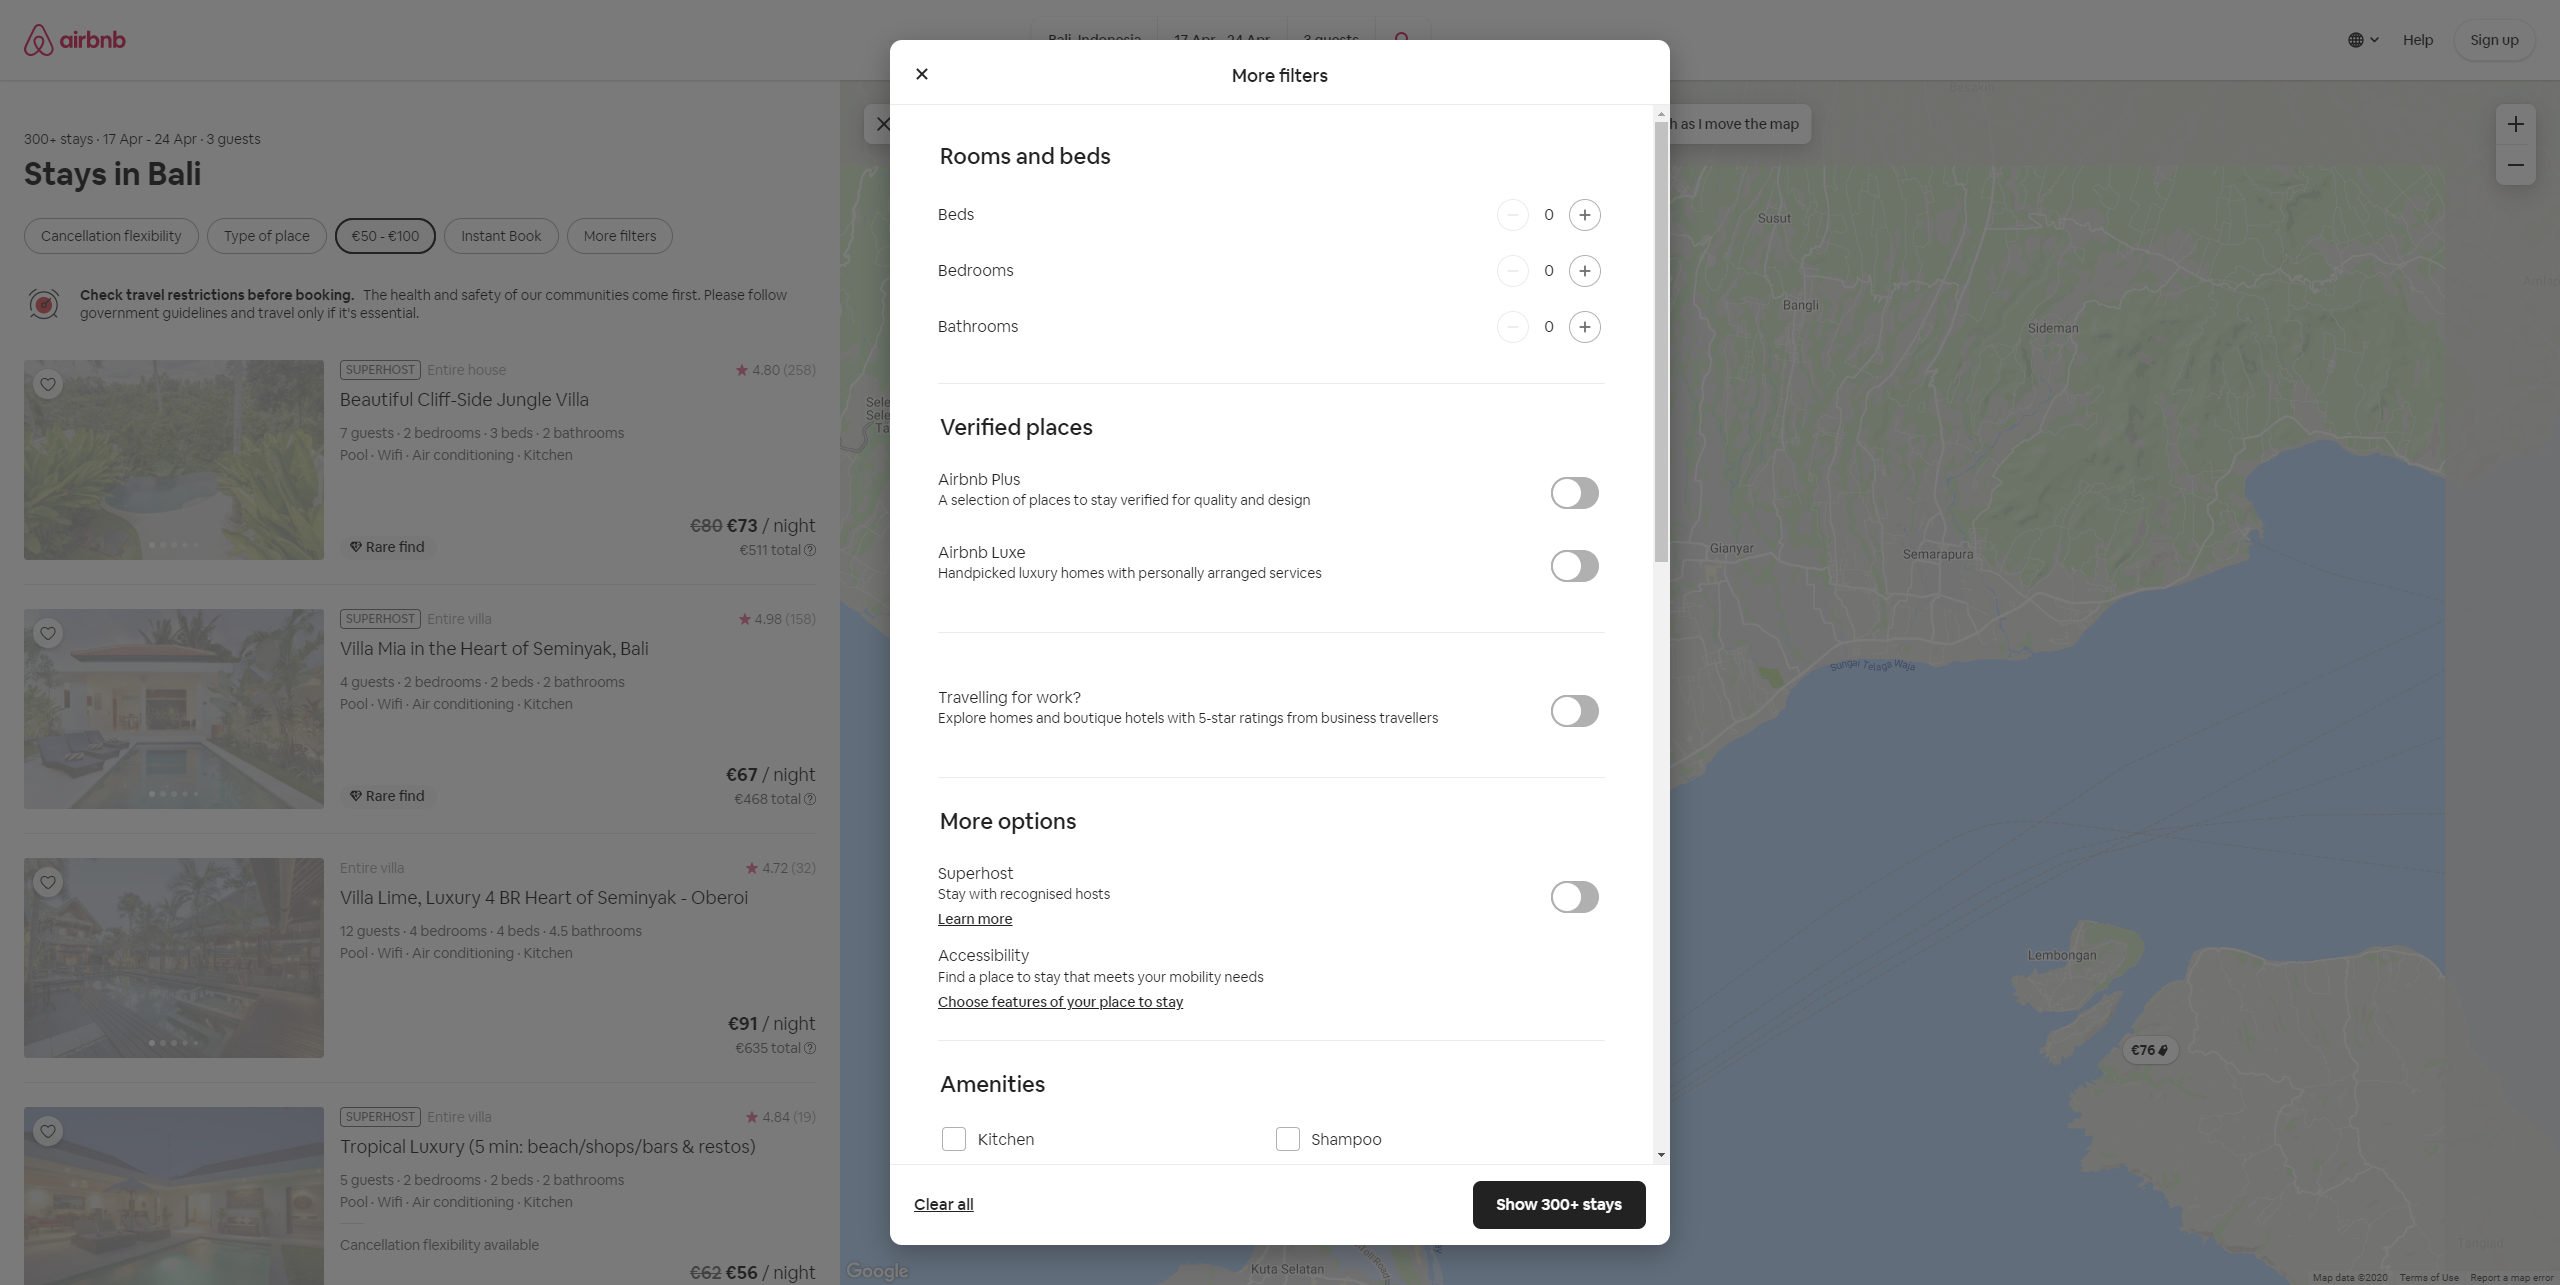 airbnb
Help
Sign up
300+ stays · 17 Apr - 24 Apr · 3 guests
Stays in Bali
Cancellation flexibility
Type of place
€50 - €100
Instant Book
More filters
Check travel restrictions before booking. The health and safety of our communities come first. Please follow
government guidelines and travel only if it's essential.
SUPERHOST Entire house
4.80 (258)
Beautiful Cliff-Side Jungle Villa
7 guests · 2 bedrooms · 3 beds · 2 bathrooms
Pool · Wifi · Air conditioning · Kitchen
€80 €73 / night
Rare find
€511 total
SUPERHOST Entire villa
4.98 (158)
Villa Mia in the Heart of Seminyak, Bali
4 guests · 2 bedrooms · 2 beds · 2 bathrooms
Pool · Wifi · Air conditioning · Kitchen
€67 / night
Rare find
€468 total
Entire villa
4.72 (32)
Villa Lime, Luxury 4 BR Heart of Seminyak - Oberoi
12 guests · 4 bedrooms · 4 beds · 4.5 bathrooms
Pool · Wifi · Air conditioning · Kitchen
€91 / night
€635 total
SUPERHOST Entire villa
4.84 (19)
Tropical Luxury (5 min: beach/shops/bars & restos)
5 guests · 2 bedrooms · 2 beds · 2 bathrooms
Pool · Wifi · Air conditioning · Kitchen
Cancellation flexibility available
€62 €56 / night
More filters
Rooms and beds
Beds
0
Bedrooms
0
Bathrooms
0
Verified places
Airbnb Plus
A selection of places to stay verified for quality and design
Airbnb Luxe
Handpicked luxury homes with personally arranged services
Travelling for work?
Explore homes and boutique hotels with 5-star ratings from business travellers
More options
Superhost
Stay with recognised hosts
Learn more
Accessibility
Find a place to stay that meets your mobility needs
Choose features of your place to stay
Amenities
Kitchen
Shampoo
Clear all
Show 300+ stays
as I move the map
Susut
Bangli
Sideman
Gianyar
Semarapura
Sungai Telaga Waja
Lembongan
€76
Tanglad
Kuta Selatan
Google
Map data ©2020
Terms of Use
Report a map error